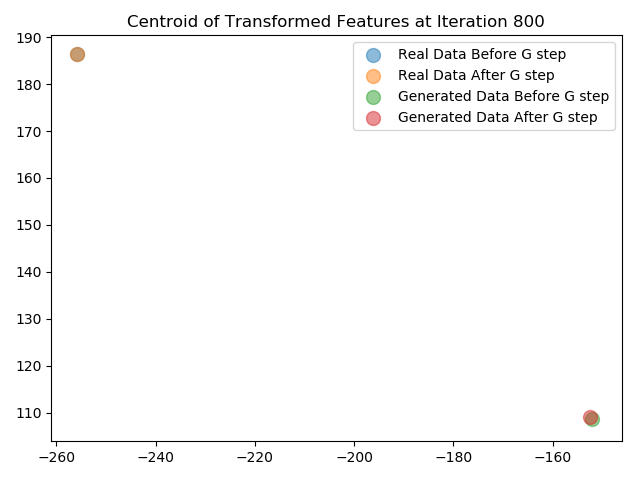 Centroid of Transformed Features at Iteration 800
190
180
170
160
150
140
130
120
110
Real Data Before G step
Real Data After G step
Generated Data Before G step
Generated Data After G step
−260 −240 −220 −200 −180 −160